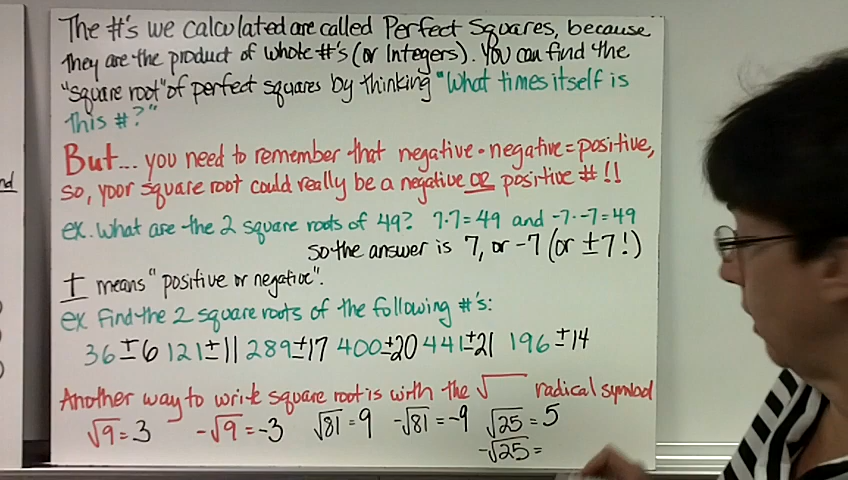 The #'s we calculated are called Perfect Squares, because
they are the product of whole #'s (or Integers). You can find the
"square root" of perfect squares by thinking "What times itself is
this #?"
But... you need to remember that negative • negative = positive,
so, your square root could really be a negative OR positive # !!
ex. What are the 2 square roots of 49? 7·7=49 and -7·-7=49
so the answer is 7, or -7 (or ±7!)
± means "positive or negative".
ex Find the 2 square roots of the following #'s:
36 ±6 121 ±11 289 ±17 400 ±20 441 ±21 196 ±14
Another way to write square root is with the √ radical symbol
√9 = 3 -√9 = -3 √81 = 9 -√81 = -9 √25 = 5
-√25 =
nd